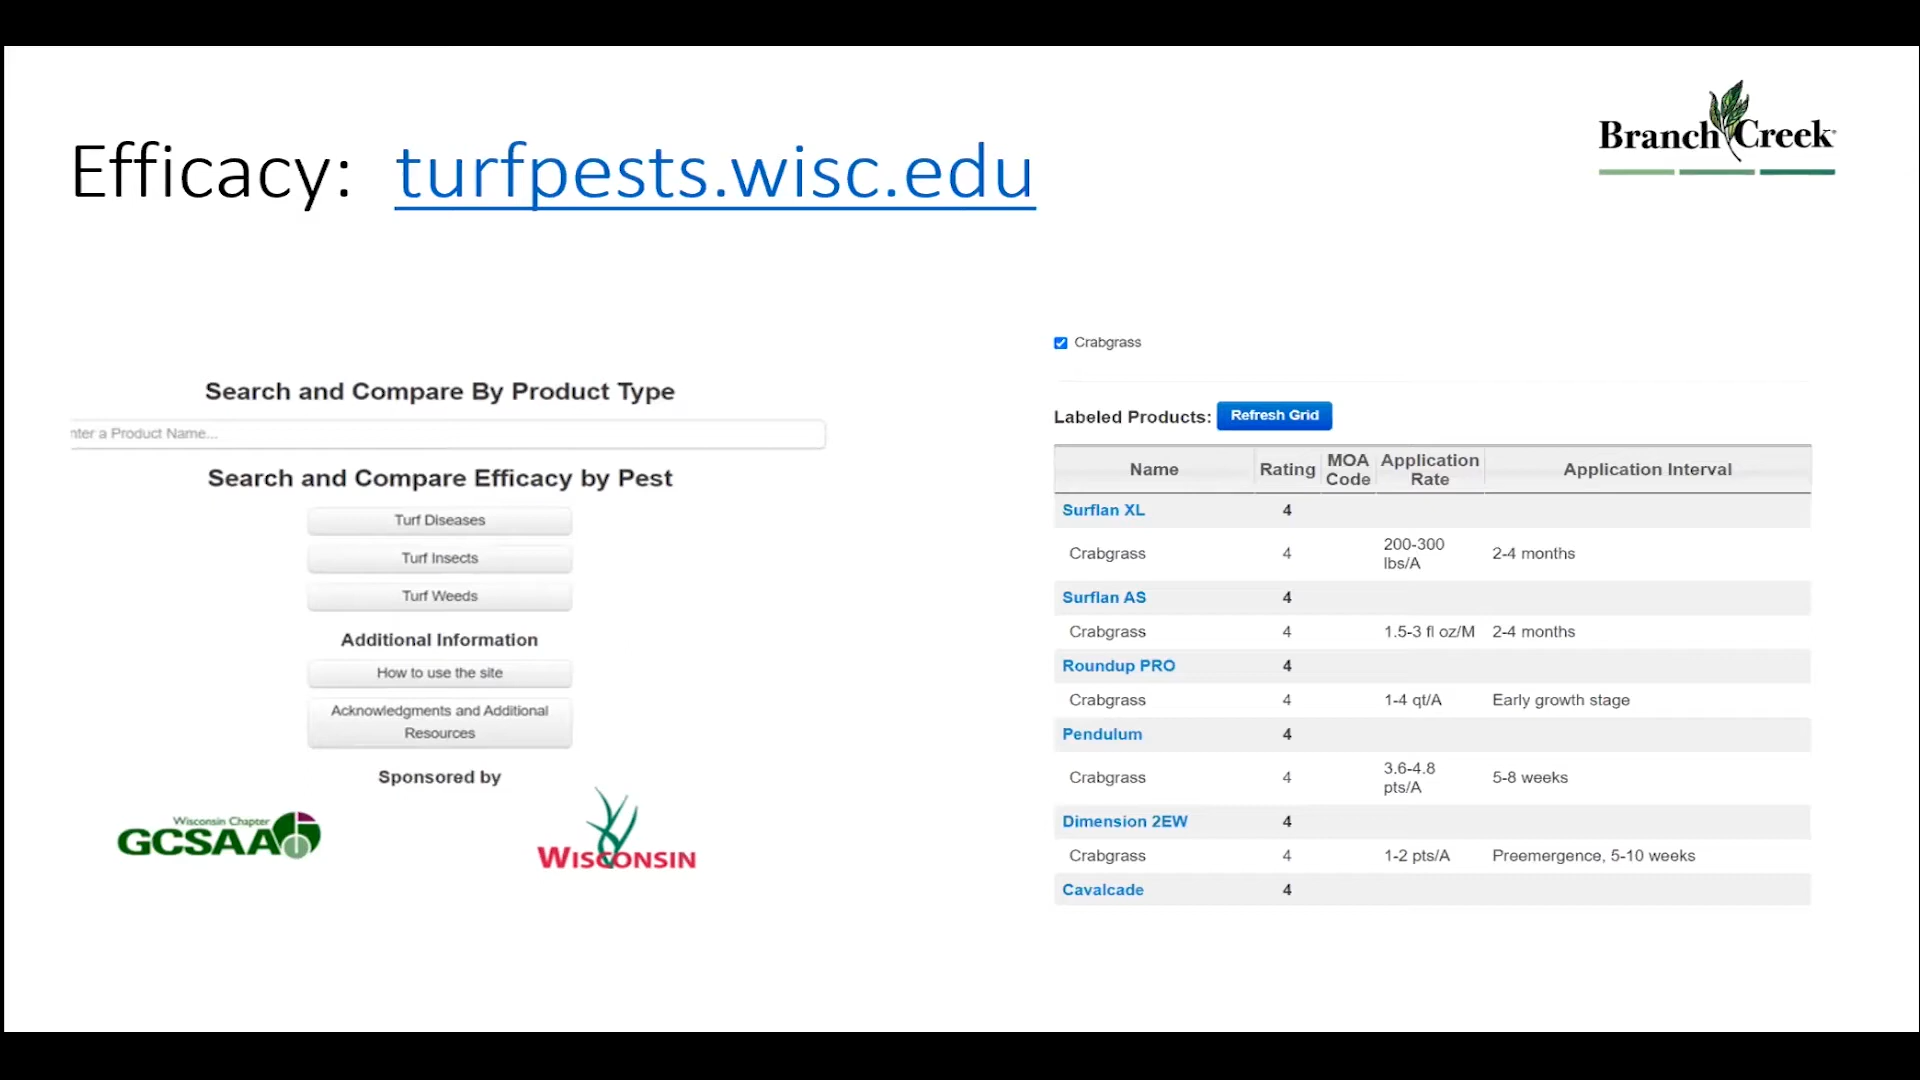 Efficacy: turfpests.wisc.edu
Branch Creek
Search and Compare By Product Type
nter a Product Name...
Search and Compare Efficacy by Pest
Turf Diseases
Turf Insects
Turf Weeds
Additional Information
How to use the site
Acknowledgments and Additional
Resources
Sponsored by
Wisconsin Chapter
GCSAA
WISCONSIN
Crabgrass
Labeled Products: Refresh Grid
Name Rating MOA Code Application Rate Application Interval
Surflan XL 4
Crabgrass 4 200-300 lbs/A 2-4 months
Surflan AS 4
Crabgrass 4 1.5-3 fl oz/M 2-4 months
Roundup PRO 4
Crabgrass 4 1-4 qt/A Early growth stage
Pendulum 4
Crabgrass 4 3.6-4.8 pts/A 5-8 weeks
Dimension 2EW 4
Crabgrass 4 1-2 pts/A Preemergence, 5-10 weeks
Cavalcade 4